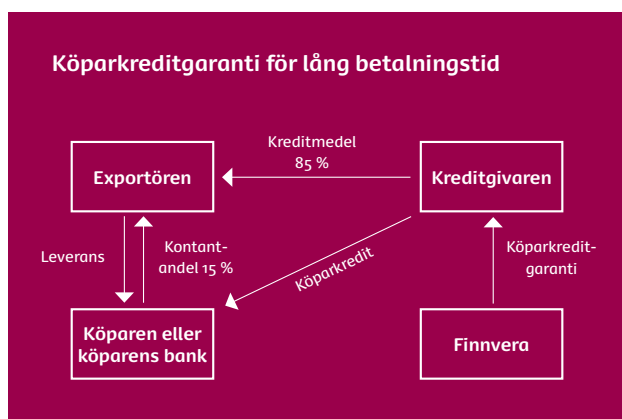 Köparkreditgaranti för lång betalningstid
Kreditmedel
85 %
Exportören
Kreditgivaren
Leverans
Kontant-
andel 15 %
Köparkredit
Köparkredit-
garanti
Köparen eller
köparens bank
Finnvera